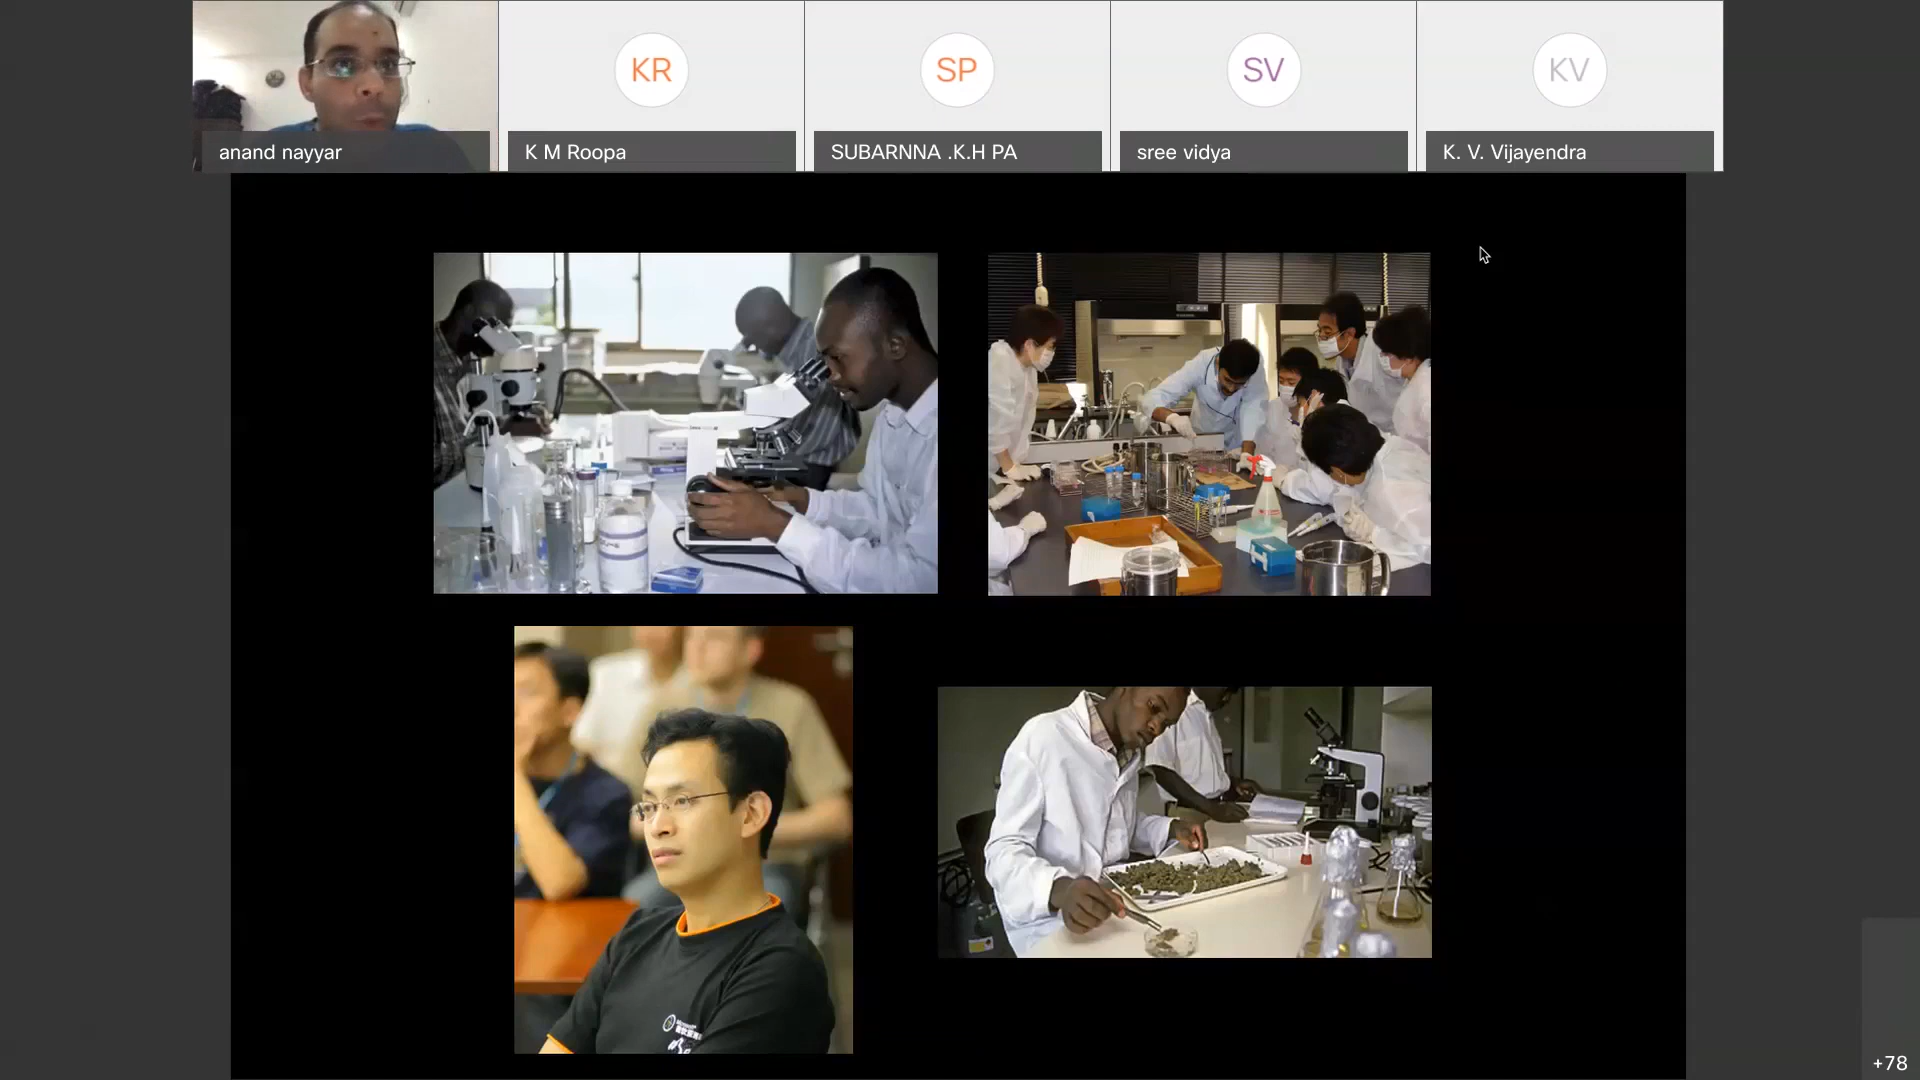 KR
SP
SV
KV
anand nayyar
K M Roopa
SUBARNNA .K.H PA
sree vidya
K. V. Vijayendra
+78